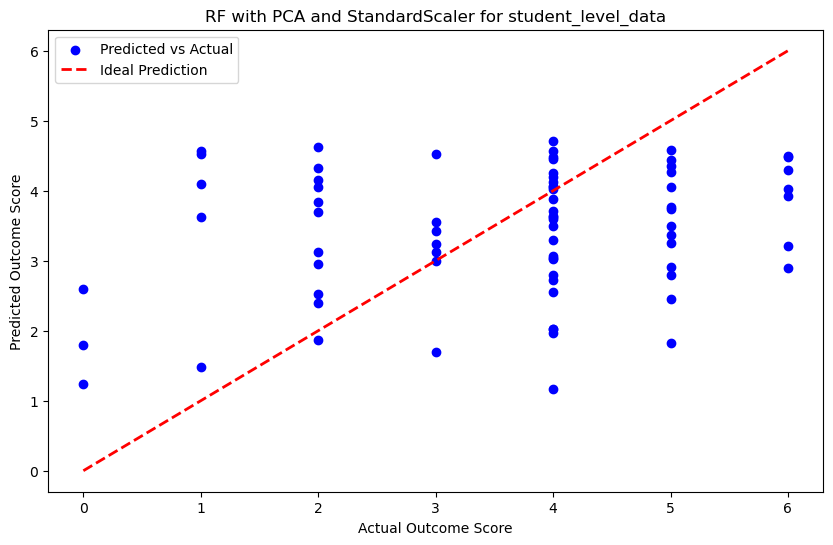 RF with PCA and StandardScaler for student_level_data
Predicted vs Actual
Ideal Prediction
Predicted Outcome Score
6
5
4
3
2
1
0
0 1 2 3 4 5 6
Actual Outcome Score